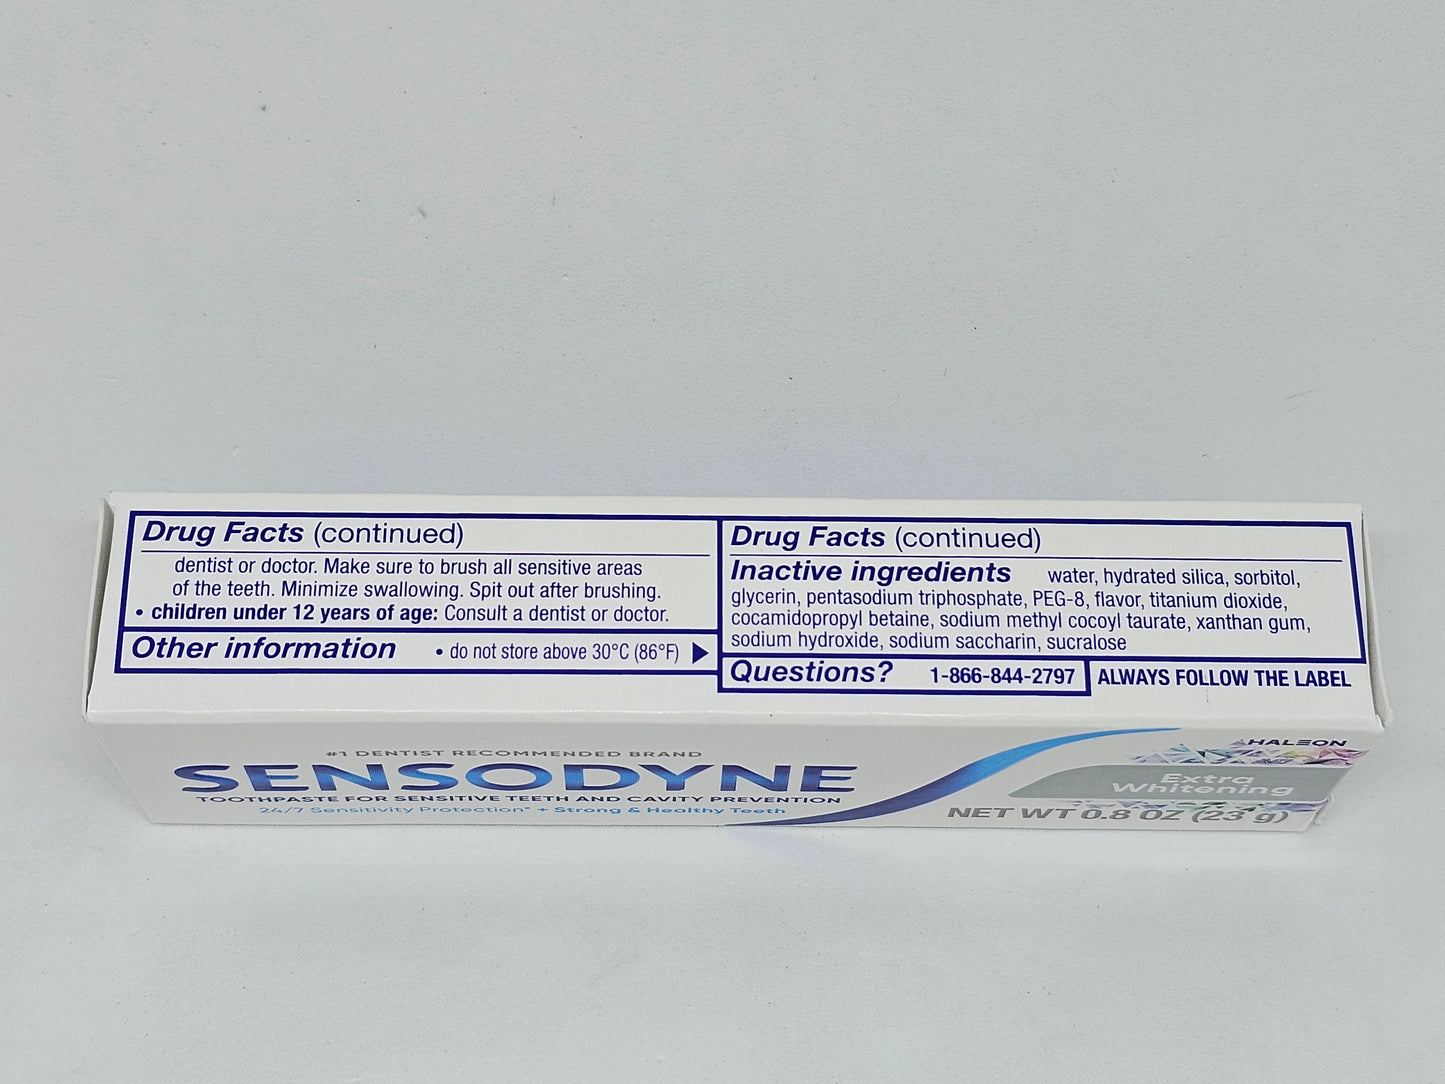 Drug Facts (continued)
dentist or doctor. Make sure to brush all sensitive areas
of the teeth. Minimize swallowing. Spit out after brushing.
• children under 12 years of age: Consult a dentist or doctor.
Other information • do not store above 30°C (86°F)
Drug Facts (continued)
Inactive ingredients water, hydrated silica, sorbitol,
glycerin, pentasodium triphosphate, PEG-8, flavor, titanium dioxide,
cocamidopropyl betaine, sodium methyl cocoyl taurate, xanthan gum,
sodium hydroxide, sodium saccharin, sucralose
Questions? 1-866-844-2797 ALWAYS FOLLOW THE LABEL
#1 DENTIST RECOMMENDED BRAND
SENSODYNE
TOOTHPASTE FOR SENSITIVE TEETH AND CAVITY PREVENTION
24/7 Sensitivity Protection* + Strong & Healthy Teeth
HALEON
Extra
Whitening
NET WT 0.8 OZ (23 g)